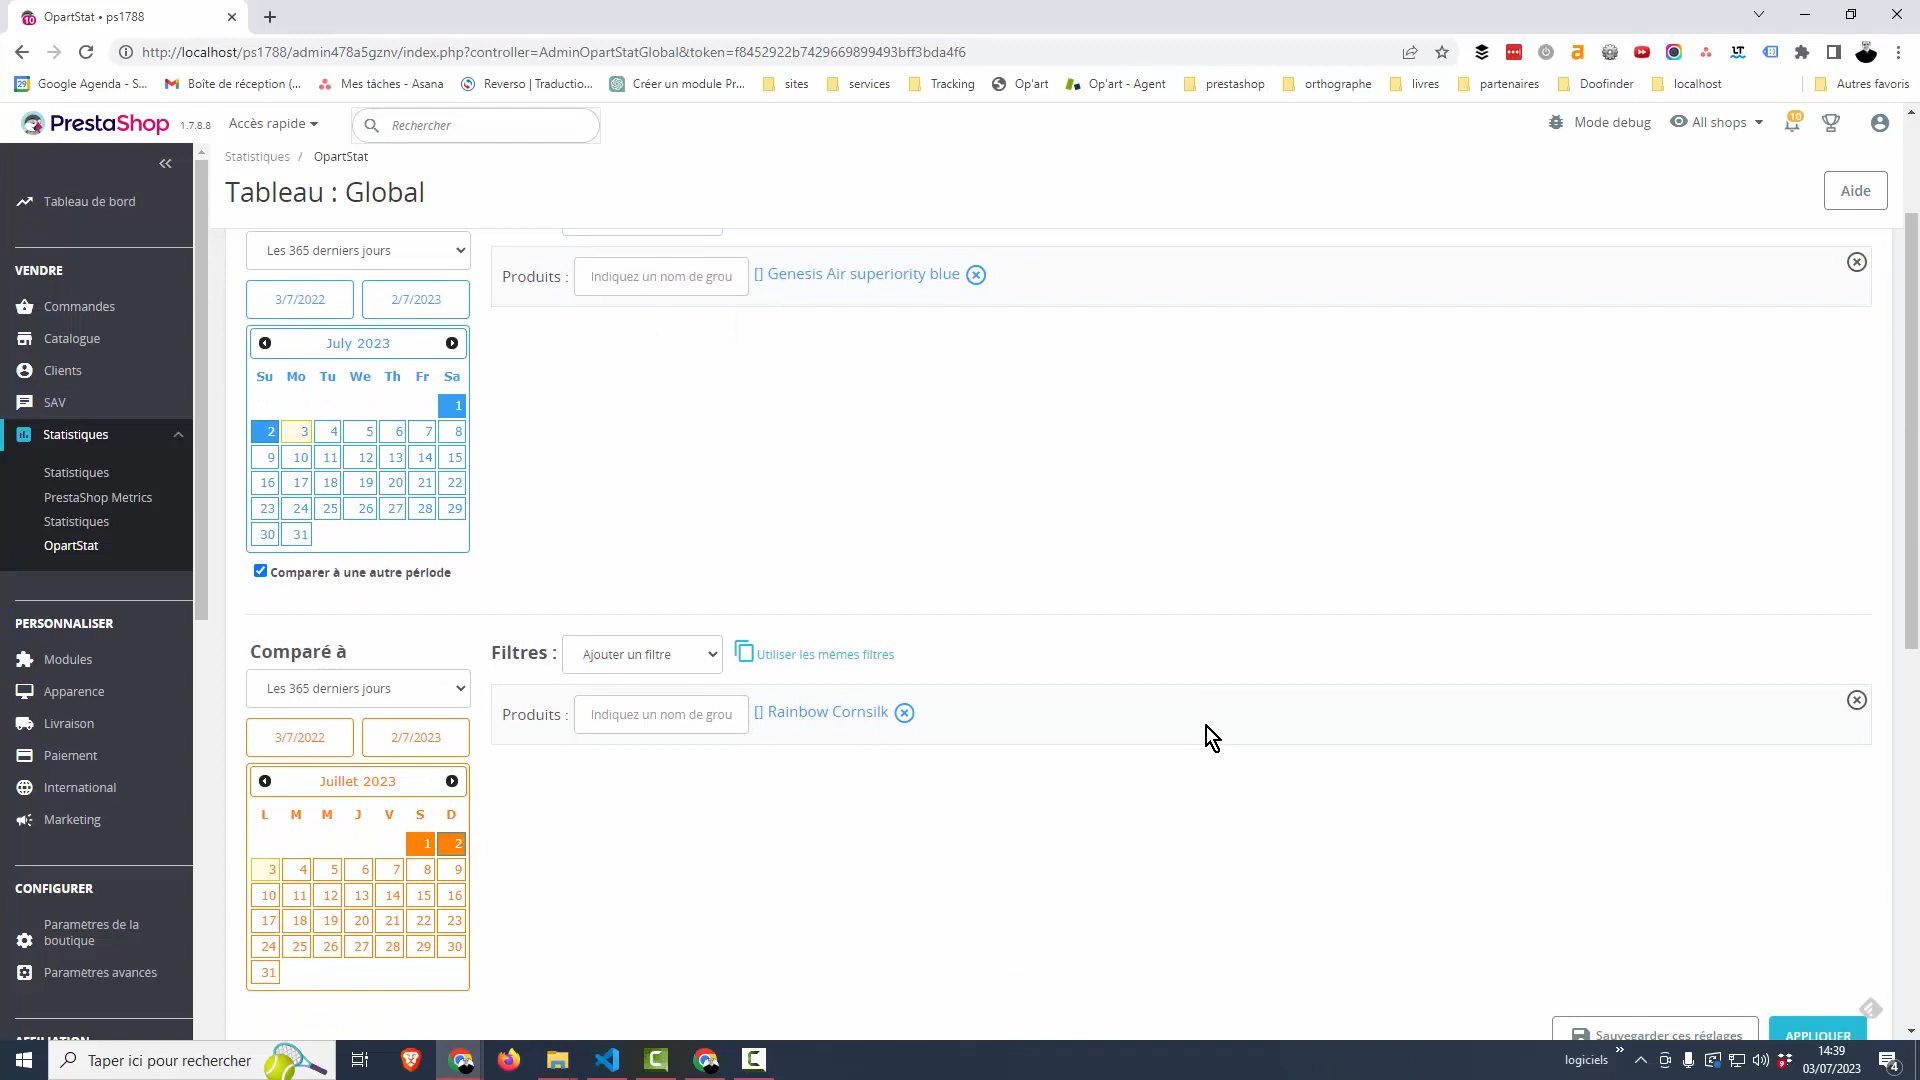 OpartStat • ps1788
http://localhost/ps1788/admin478a5gznv/index.php?controller=AdminOpartStatGlobal&token=f8452922b7429669899493bff3bda4f6
Google Agenda - S...
Boîte de réception (...
Mes tâches - Asana
Reverso | Traductio...
Créer un module Pr...
sites
services
Tracking
Op'art
Op'art - Agent
prestashop
orthographe
livres
partenaires
Doofinder
localhost
Autres favoris
PrestaShop 1.7.8.8
Accès rapide
Rechercher
Mode debug
All shops
10
Statistiques / OpartStat
Tableau : Global
Aide
Tableau de bord
VENDRE
Commandes
Catalogue
Clients
SAV
Statistiques
Statistiques
PrestaShop Metrics
Statistiques
OpartStat
PERSONNALISER
Modules
Apparence
Livraison
Paiement
International
Marketing
CONFIGURER
Paramètres de la
boutique
Paramètres avancés
Les 365 derniers jours
3/7/2022 2/7/2023
July 2023
Su Mo Tu We Th Fr Sa
1
2 3 4 5 6 7 8
9 10 11 12 13 14 15
16 17 18 19 20 21 22
23 24 25 26 27 28 29
30 31
Comparer à une autre période
Produits : Indiquez un nom de grou [] Genesis Air superiority blue
Comparé à
Les 365 derniers jours
3/7/2022 2/7/2023
Juillet 2023
L M M J V S D
1 2
3 4 5 6 7 8 9
10 11 12 13 14 15 16
17 18 19 20 21 22 23
24 25 26 27 28 29 30
31
Filtres : Ajouter un filtre Utiliser les mêmes filtres
Produits : Indiquez un nom de grou [] Rainbow Cornsilk
Sauvegarder ces réglages
APPLIQUER
Taper ici pour rechercher
logiciels
14:39
03/07/2023
4